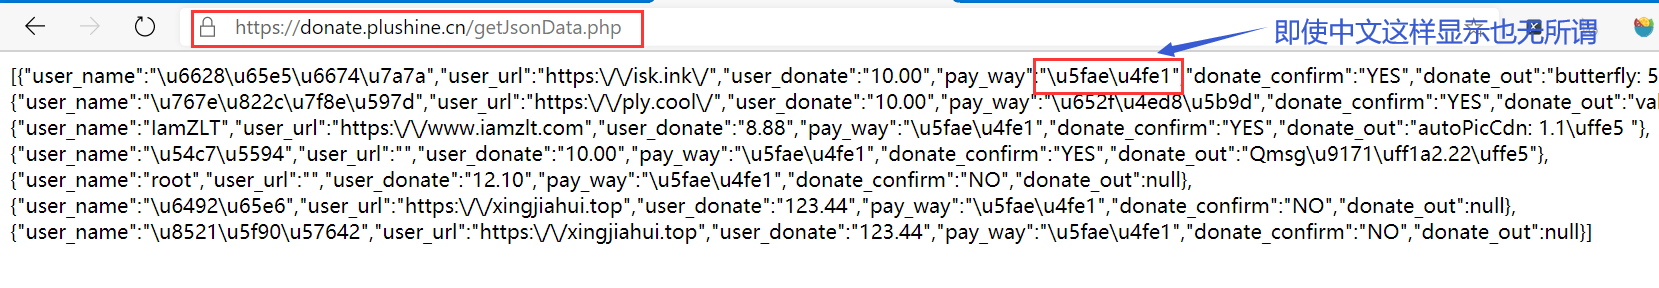 https://donate.plushine.cn/getJsonData.php
即使中文这样显示也无所谓
[{"user_name":"\u6628\u65e5\u6674\u7a7a","user_url":"https:\/\/isk.ink\/","user_donate":"10.00","pay_way":"\u5fae\u4fe1","donate_confirm":"YES","donate_out":"butterfly: 5
{"user_name":"\u767e\u822c\u7f8e\u597d","user_url":"https:\/\/ply.cool\/","user_donate":"10.00","pay_way":"\u652f\u4ed8\u5b9d","donate_confirm":"YES","donate_out":"val
{"user_name":"IamZLT","user_url":"https:\/\/www.iamzlt.com","user_donate":"8.88","pay_way":"\u5fae\u4fe1","donate_confirm":"YES","donate_out":"autoPicCdn: 1.1\uffe5 "},
{"user_name":"\u54c7\u5594","user_url":"","user_donate":"10.00","pay_way":"\u5fae\u4fe1","donate_confirm":"YES","donate_out":"Qmsg\u9171\uff1a2.22\uffe5"},
{"user_name":"root","user_url":"","user_donate":"12.10","pay_way":"\u5fae\u4fe1","donate_confirm":"NO","donate_out":null},
{"user_name":"\u6492\u65e6","user_url":"https:\/\/xingjiahui.top","user_donate":"123.44","pay_way":"\u5fae\u4fe1","donate_confirm":"NO","donate_out":null},
{"user_name":"\u8521\u5f90\u57642","user_url":"https:\/\/xingjiahui.top","user_donate":"123.44","pay_way":"\u5fae\u4fe1","donate_confirm":"NO","donate_out":null}]